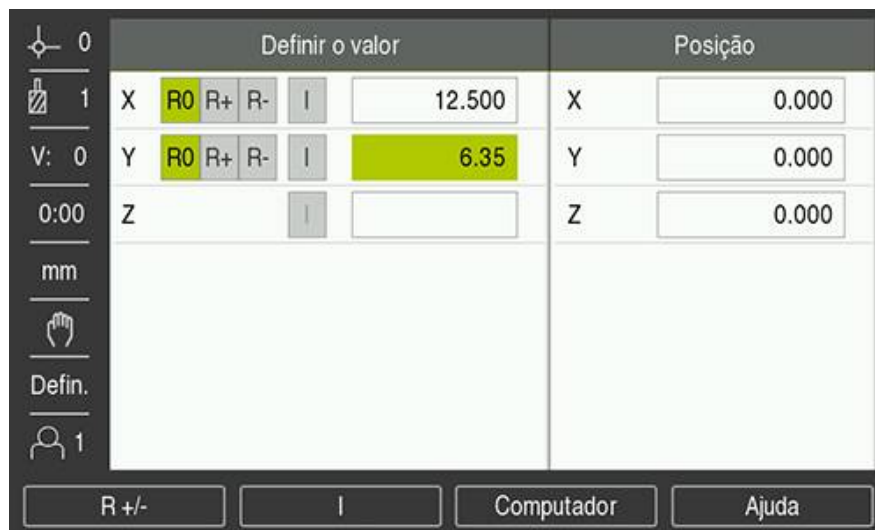 0
Definir o valor
Posição
1
X R0 R+ R- I 12.500
X 0.000
V: 0
Y R0 R+ R- I 6.35
Y 0.000
0:00
Z I
Z 0.000
mm
Defin.
1
R +/-
I
Computador
Ajuda